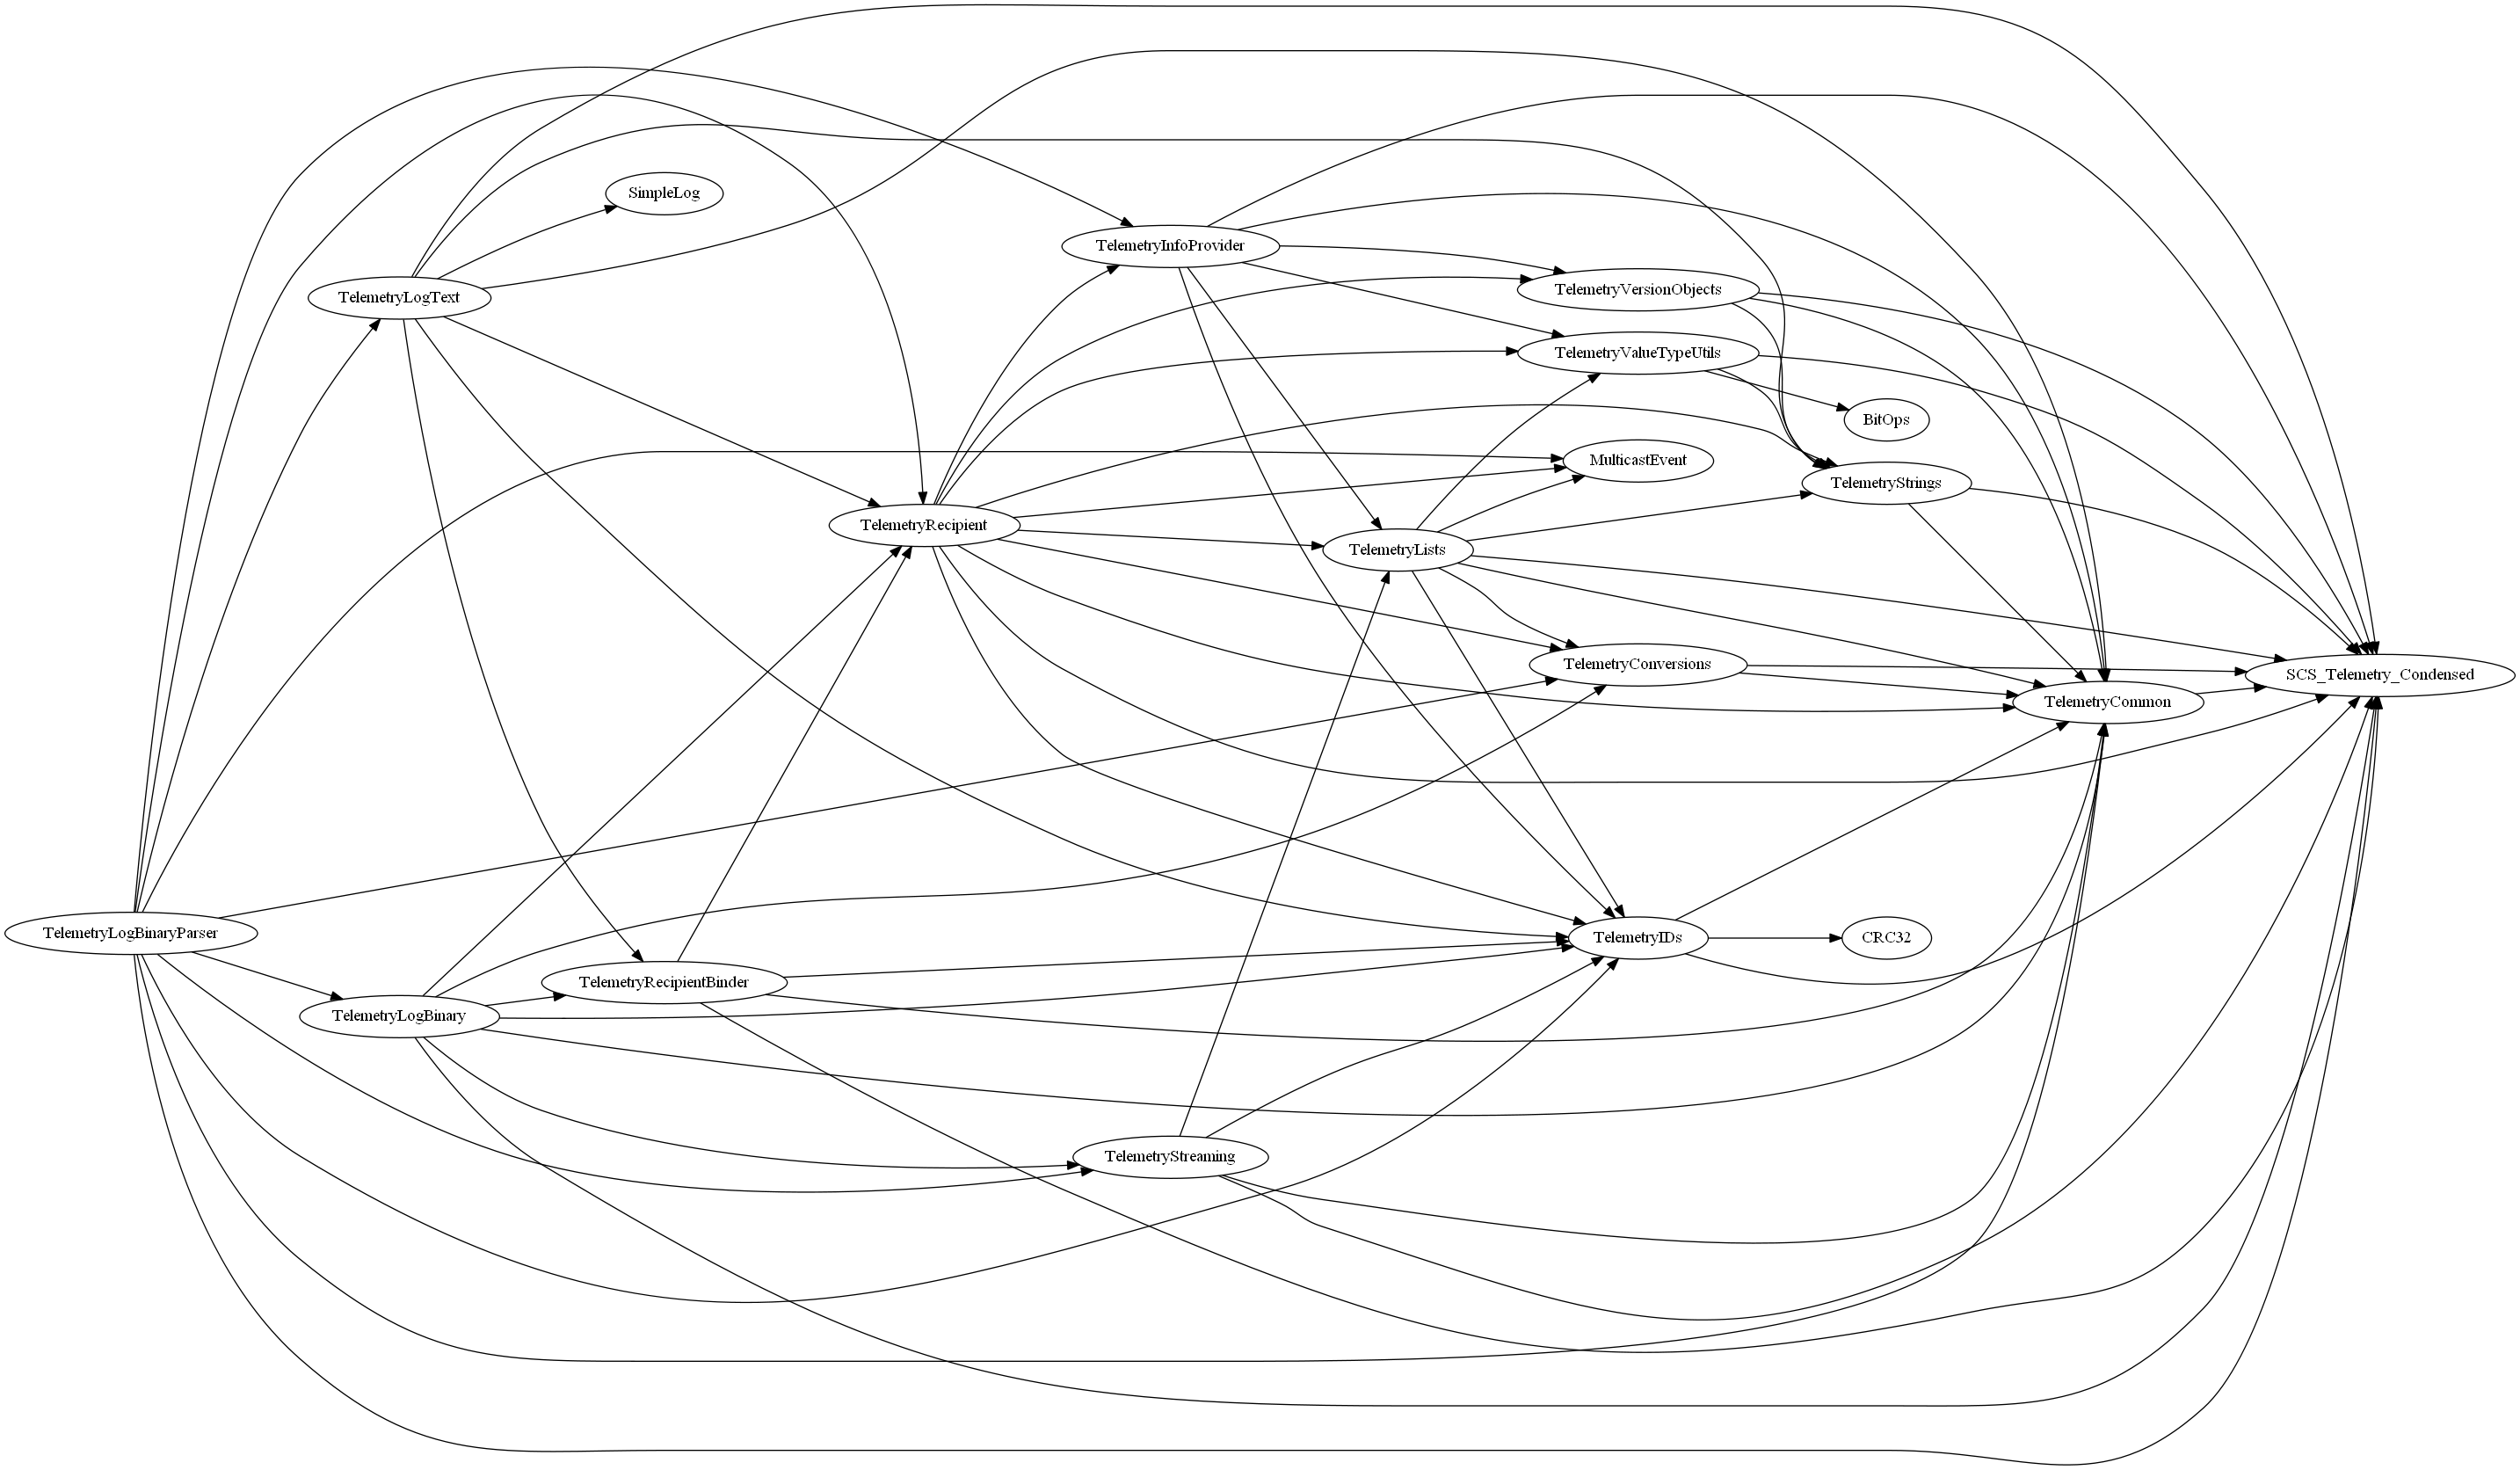 SimpleLog
TelemetryInfoProvider
TelemetryLogText
TelemetryVersionObjects
TelemetryValueTypeUtils
BitOps
MulticastEvent
TelemetryStrings
TelemetryRecipient
TelemetryLists
TelemetryConversions
SCS_Telemetry_Condensed
TelemetryCommon
TelemetryLogBinaryParser
TelemetryIDs
CRC32
TelemetryRecipientBinder
TelemetryLogBinary
TelemetryStreaming